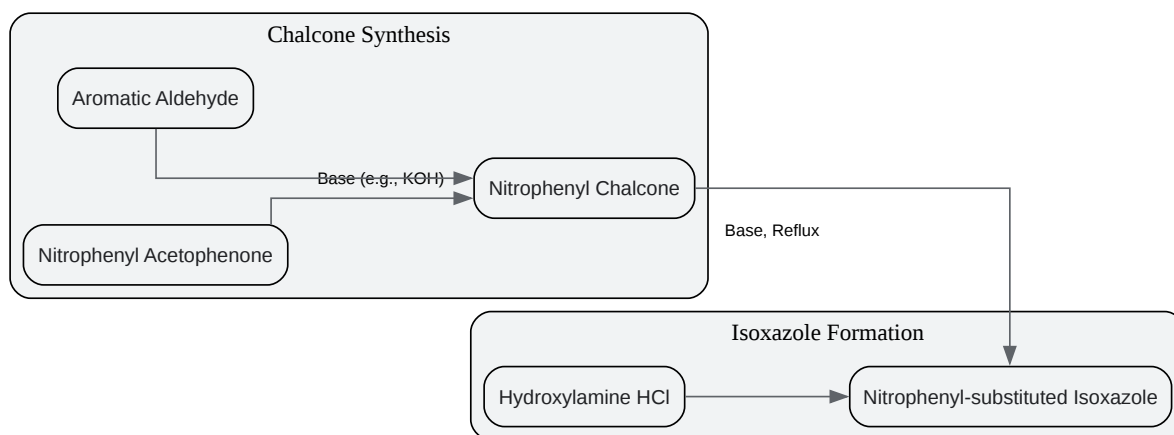 Chalcone Synthesis
Aromatic Aldehyde
Base (e.g., KOH)
Nitrophenyl Chalcone
Nitrophenyl Acetophenone
Base, Reflux
Isoxazole Formation
Hydroxylamine HCl
Nitrophenyl-substituted Isoxazole